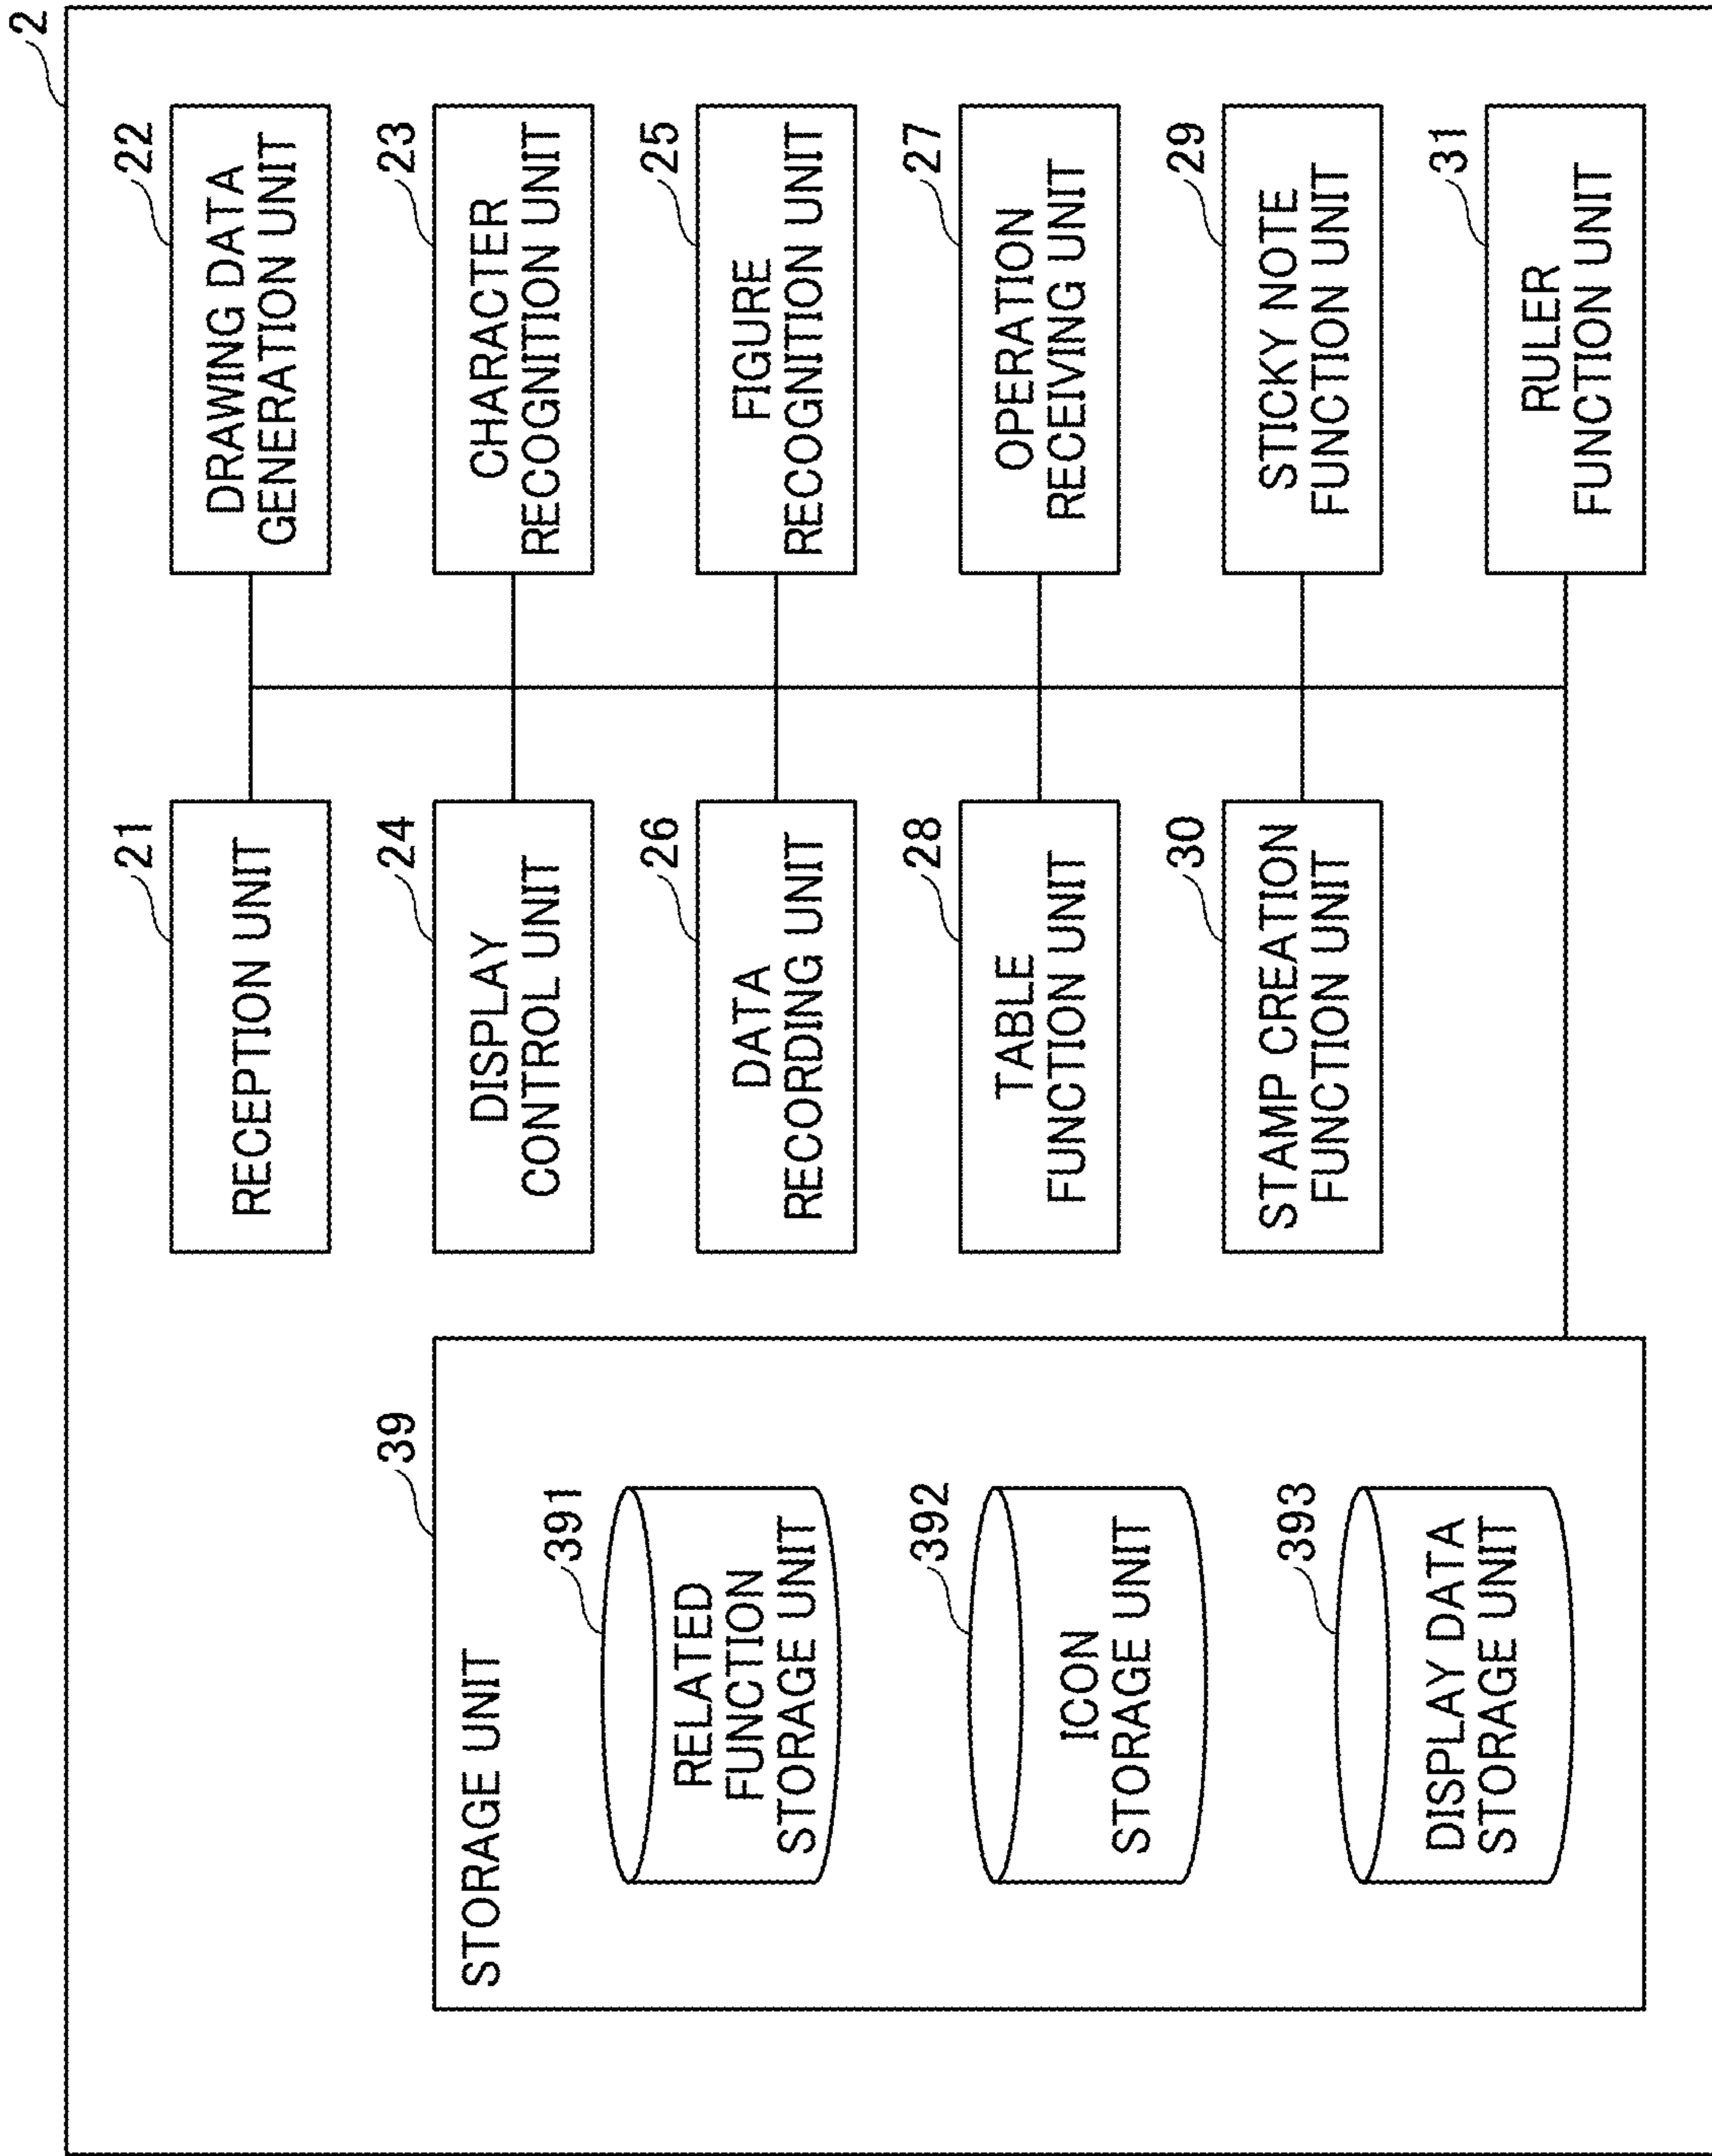 2
22
DRAWING DATA
GENERATION UNIT
23
CHARACTER
RECOGNITION UNIT
25
FIGURE
RECOGNITION UNIT
27
OPERATION
RECEIVING UNIT
29
STICKY NOTE
FUNCTION UNIT
31
RULER
FUNCTION UNIT
21
RECEPTION UNIT
24
DISPLAY
CONTROL UNIT
26
DATA
RECORDING UNIT
28
TABLE
FUNCTION UNIT
30
STAMP CREATION
FUNCTION UNIT
39
STORAGE UNIT
391
RELATED
FUNCTION
STORAGE UNIT
392
ICON
STORAGE UNIT
393
DISPLAY DATA
STORAGE UNIT